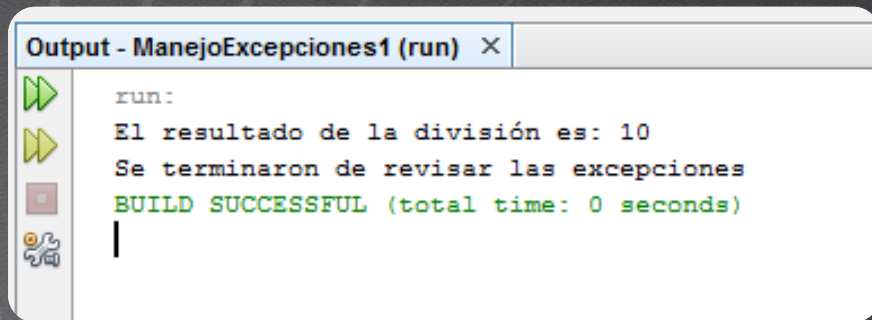 Output - ManejoExcepciones1 (run) ×
run:
El resultado de la división es: 10
Se terminaron de revisar las excepciones
BUILD SUCCESSFUL (total time: 0 seconds)